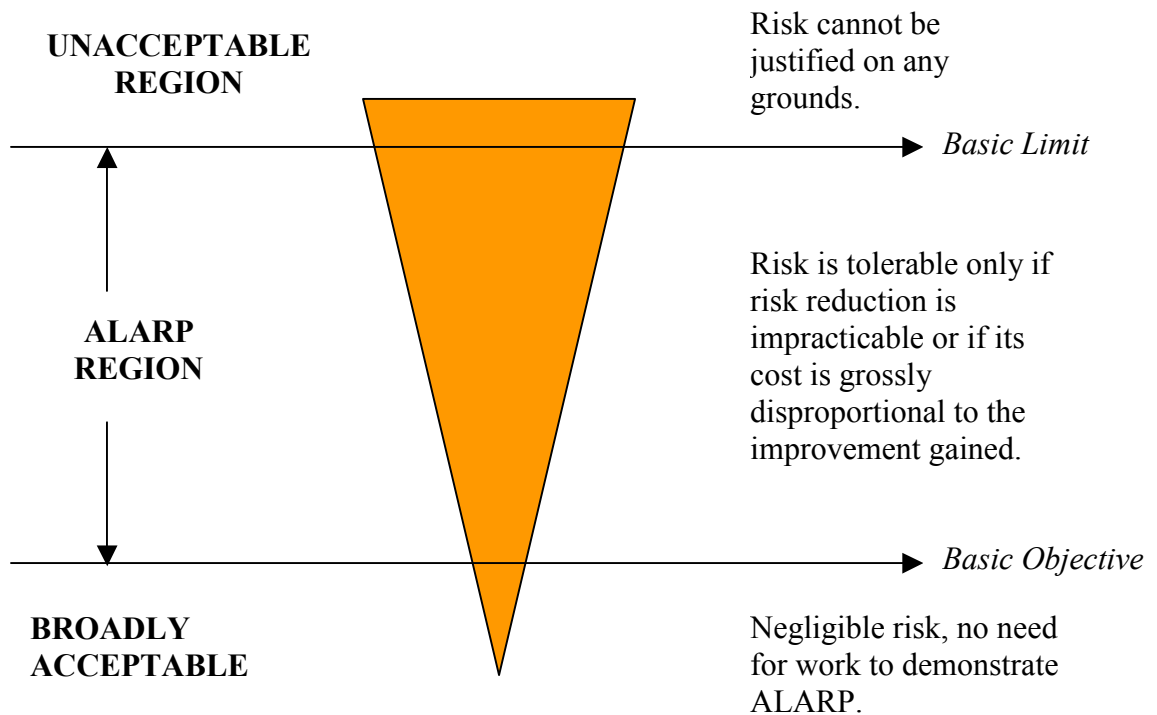 UNACCEPTABLE
REGION
Risk cannot be
justified on any
grounds.
Basic Limit
ALARP
REGION
Risk is tolerable only if
risk reduction is
impracticable or if its
cost is grossly
disproportional to the
improvement gained.
Basic Objective
BROADLY
ACCEPTABLE
Negligible risk, no need
for work to demonstrate
ALARP.